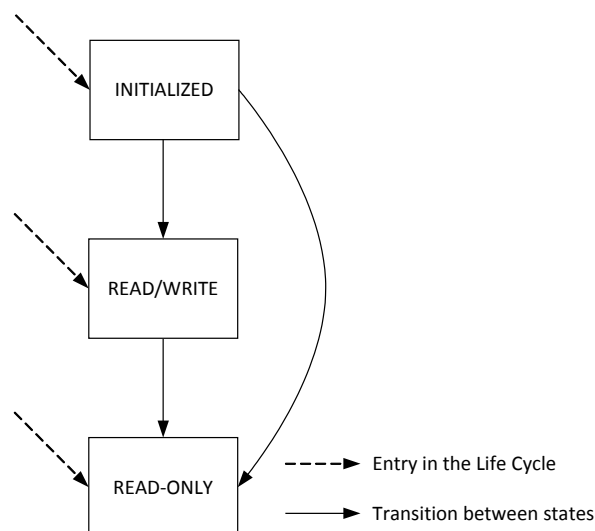 INITIALIZED
READ/WRITE
READ-ONLY
Entry in the Life Cycle
Transition between states